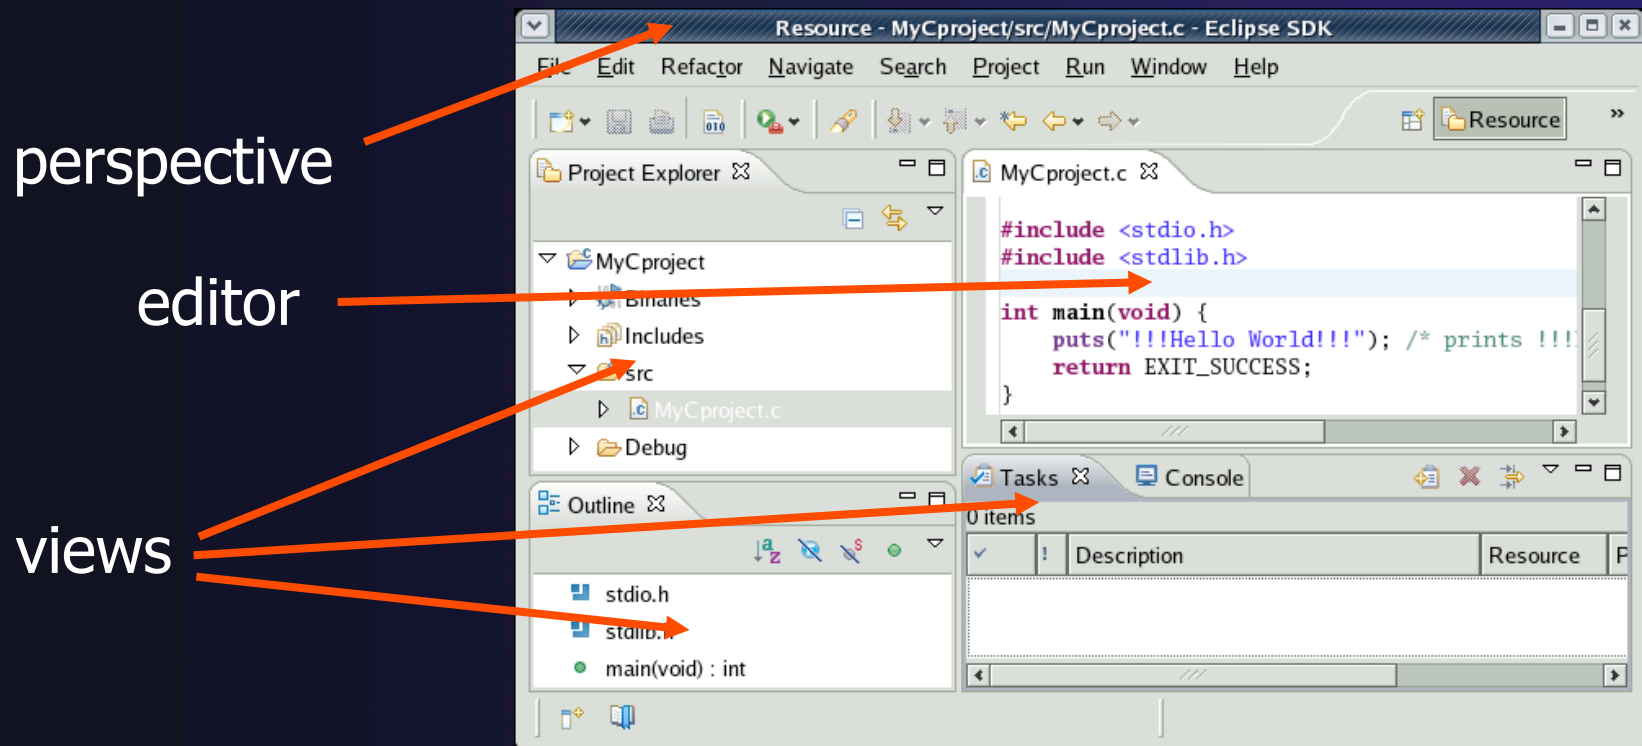 perspective
editor
views
Resource - MyCproject/src/MyCproject.c - Eclipse SDK
File Edit Refactor Navigate Search Project Run Window Help
010
Resource »
Project Explorer
MyCproject
Binaries
Includes
src
MyCproject.c
Debug
Outline
stdio.h
stdlib.h
main(void) : int
MyCproject.c
#include <stdio.h>
#include <stdlib.h>
int main(void) {
puts("!!!Hello World!!!"); /* prints !!!
return EXIT_SUCCESS;
}
Tasks Console
0 items
! Description Resource P